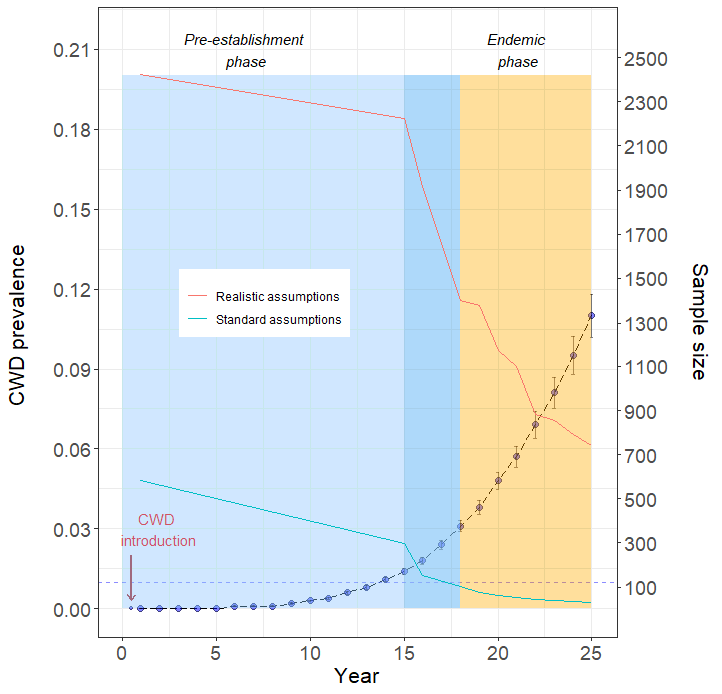 Pre-establishment
phase
Endemic
phase
0.21
0.18
0.15
0.12
0.09
0.06
0.03
0.00
CWD prevalence
Realistic assumptions
Standard assumptions
CWD
introduction
2500
2300
2100
1900
1700
1500
1300
1100
900
700
500
300
100
Sample size
0
5
10
15
20
25
Year